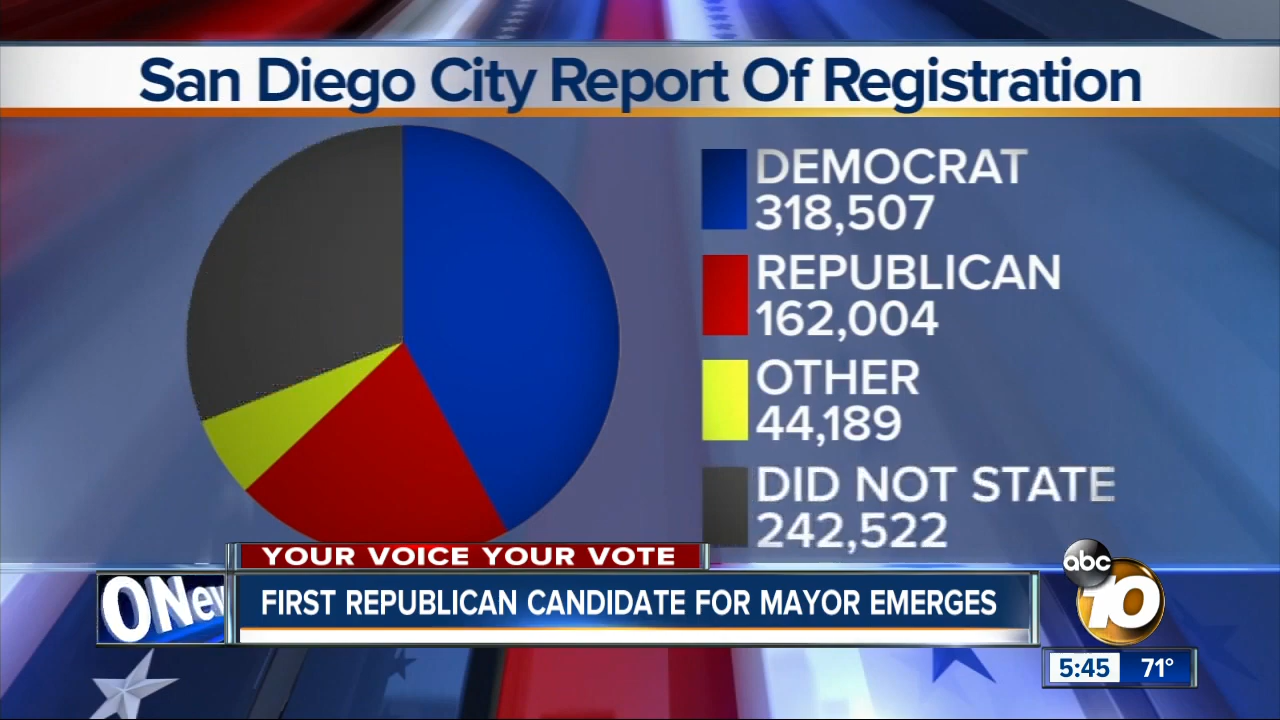 San Diego City Report Of Registration
DEMOCRAT
318,507
REPUBLICAN
162,004
OTHER
44,189
DID NOT STATE
242,522
YOUR VOICE YOUR VOTE
ONew
FIRST REPUBLICAN CANDIDATE FOR MAYOR EMERGES
abc
10
5:45 71°